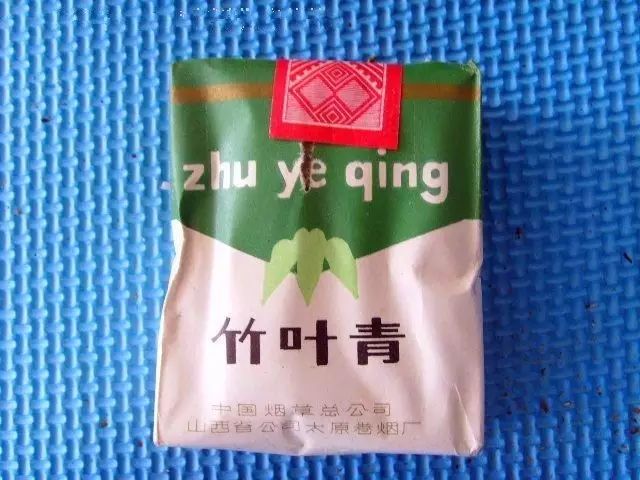 zhu ye qing
竹叶青
中国烟草总公司
山西省公司太原卷烟厂